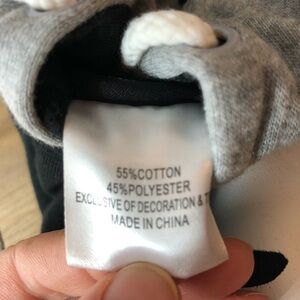 55%COTTON
45%POLYESTER
EXCLUSIVE OF DECORATION &
MADE IN CHINA